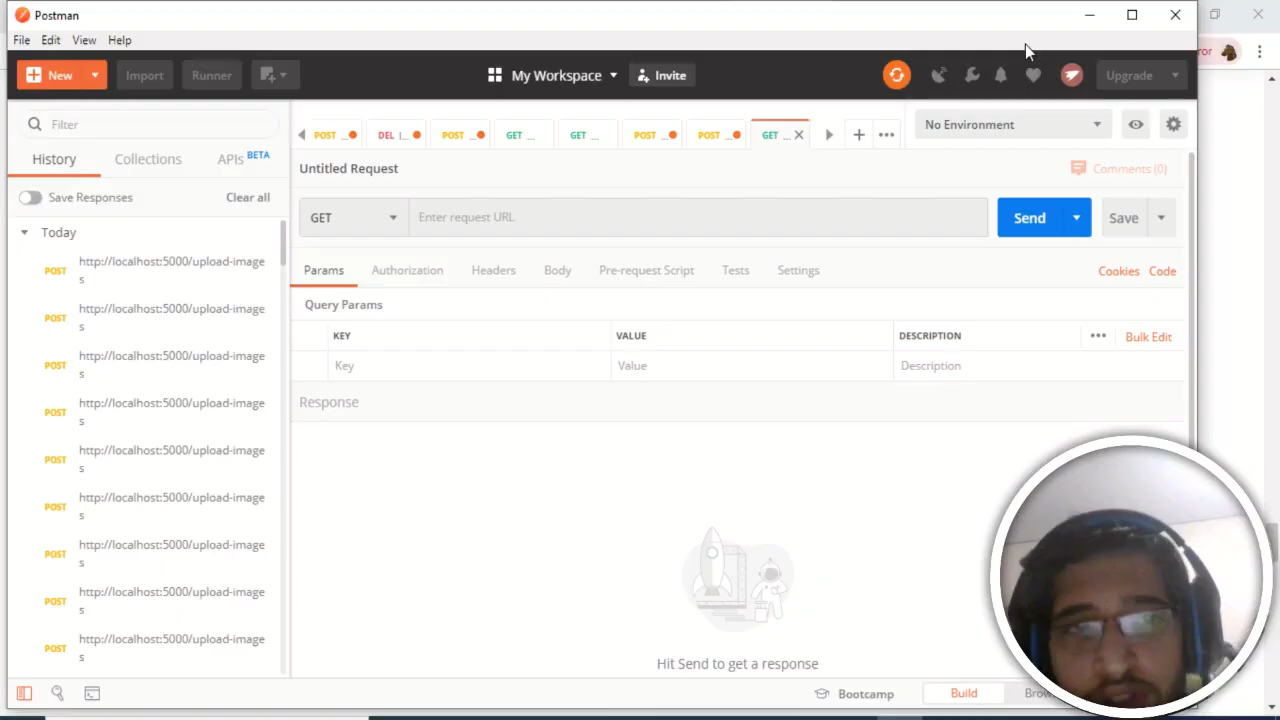 Postman
File Edit View Help
ror
New Import Runner My Workspace Invite Upgrade
Filter
POST ... DEL I... POST ... GET ... GET ... POST ... POST ... GET ... No Environment
History Collections APIs BETA
Untitled Request Comments (0)
Save Responses Clear all
GET Enter request URL Send Save
Today
POST http://localhost:5000/upload-image
s
Params Authorization Headers Body Pre-request Script Tests Settings Cookies Code
POST http://localhost:5000/upload-image
s
Query Params
KEY VALUE DESCRIPTION Bulk Edit
POST http://localhost:5000/upload-image
s
Key Value Description
POST http://localhost:5000/upload-image
s
Response
POST http://localhost:5000/upload-image
s
POST http://localhost:5000/upload-image
s
POST http://localhost:5000/upload-image
s
POST http://localhost:5000/upload-image
s
POST http://localhost:5000/upload-image
s
Hit Send to get a response
Bootcamp Build Brow